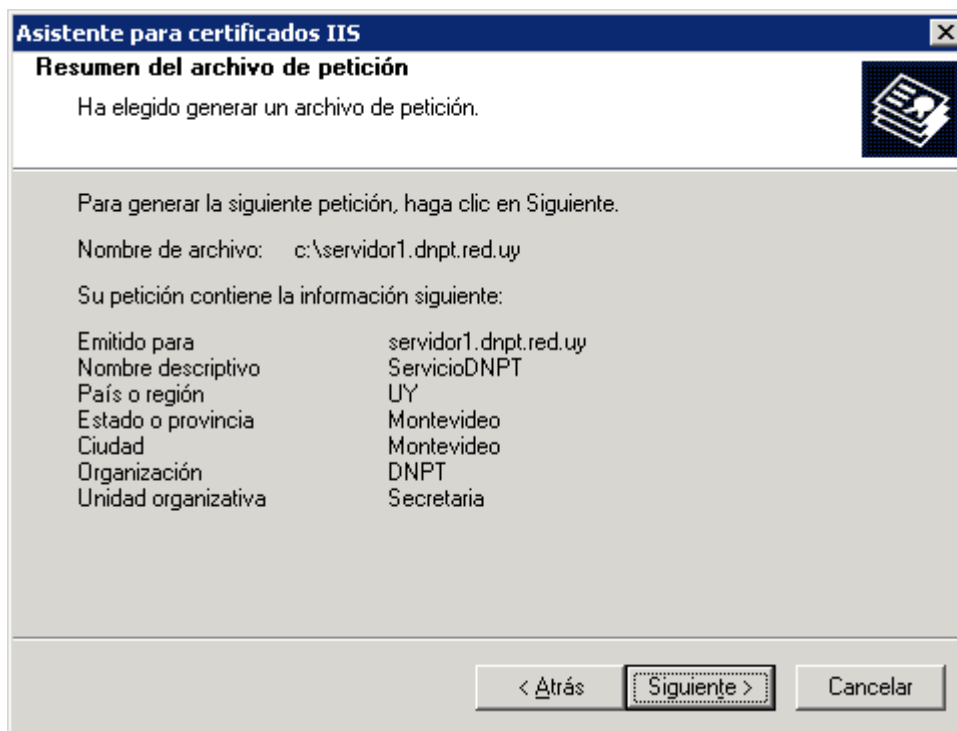 Asistente para certificados IIS
Resumen del archivo de petición
Ha elegido generar un archivo de petición.
Para generar la siguiente petición, haga clic en Siguiente.
Nombre de archivo: c:\servidor1.dnpt.red.uy
Su petición contiene la información siguiente:
Emitido para servidor1.dnpt.red.uy
Nombre descriptivo ServicioDNPT
País o región UY
Estado o provincia Montevideo
Ciudad Montevideo
Organización DNPT
Unidad organizativa Secretaria
< Atrás Siguiente > Cancelar